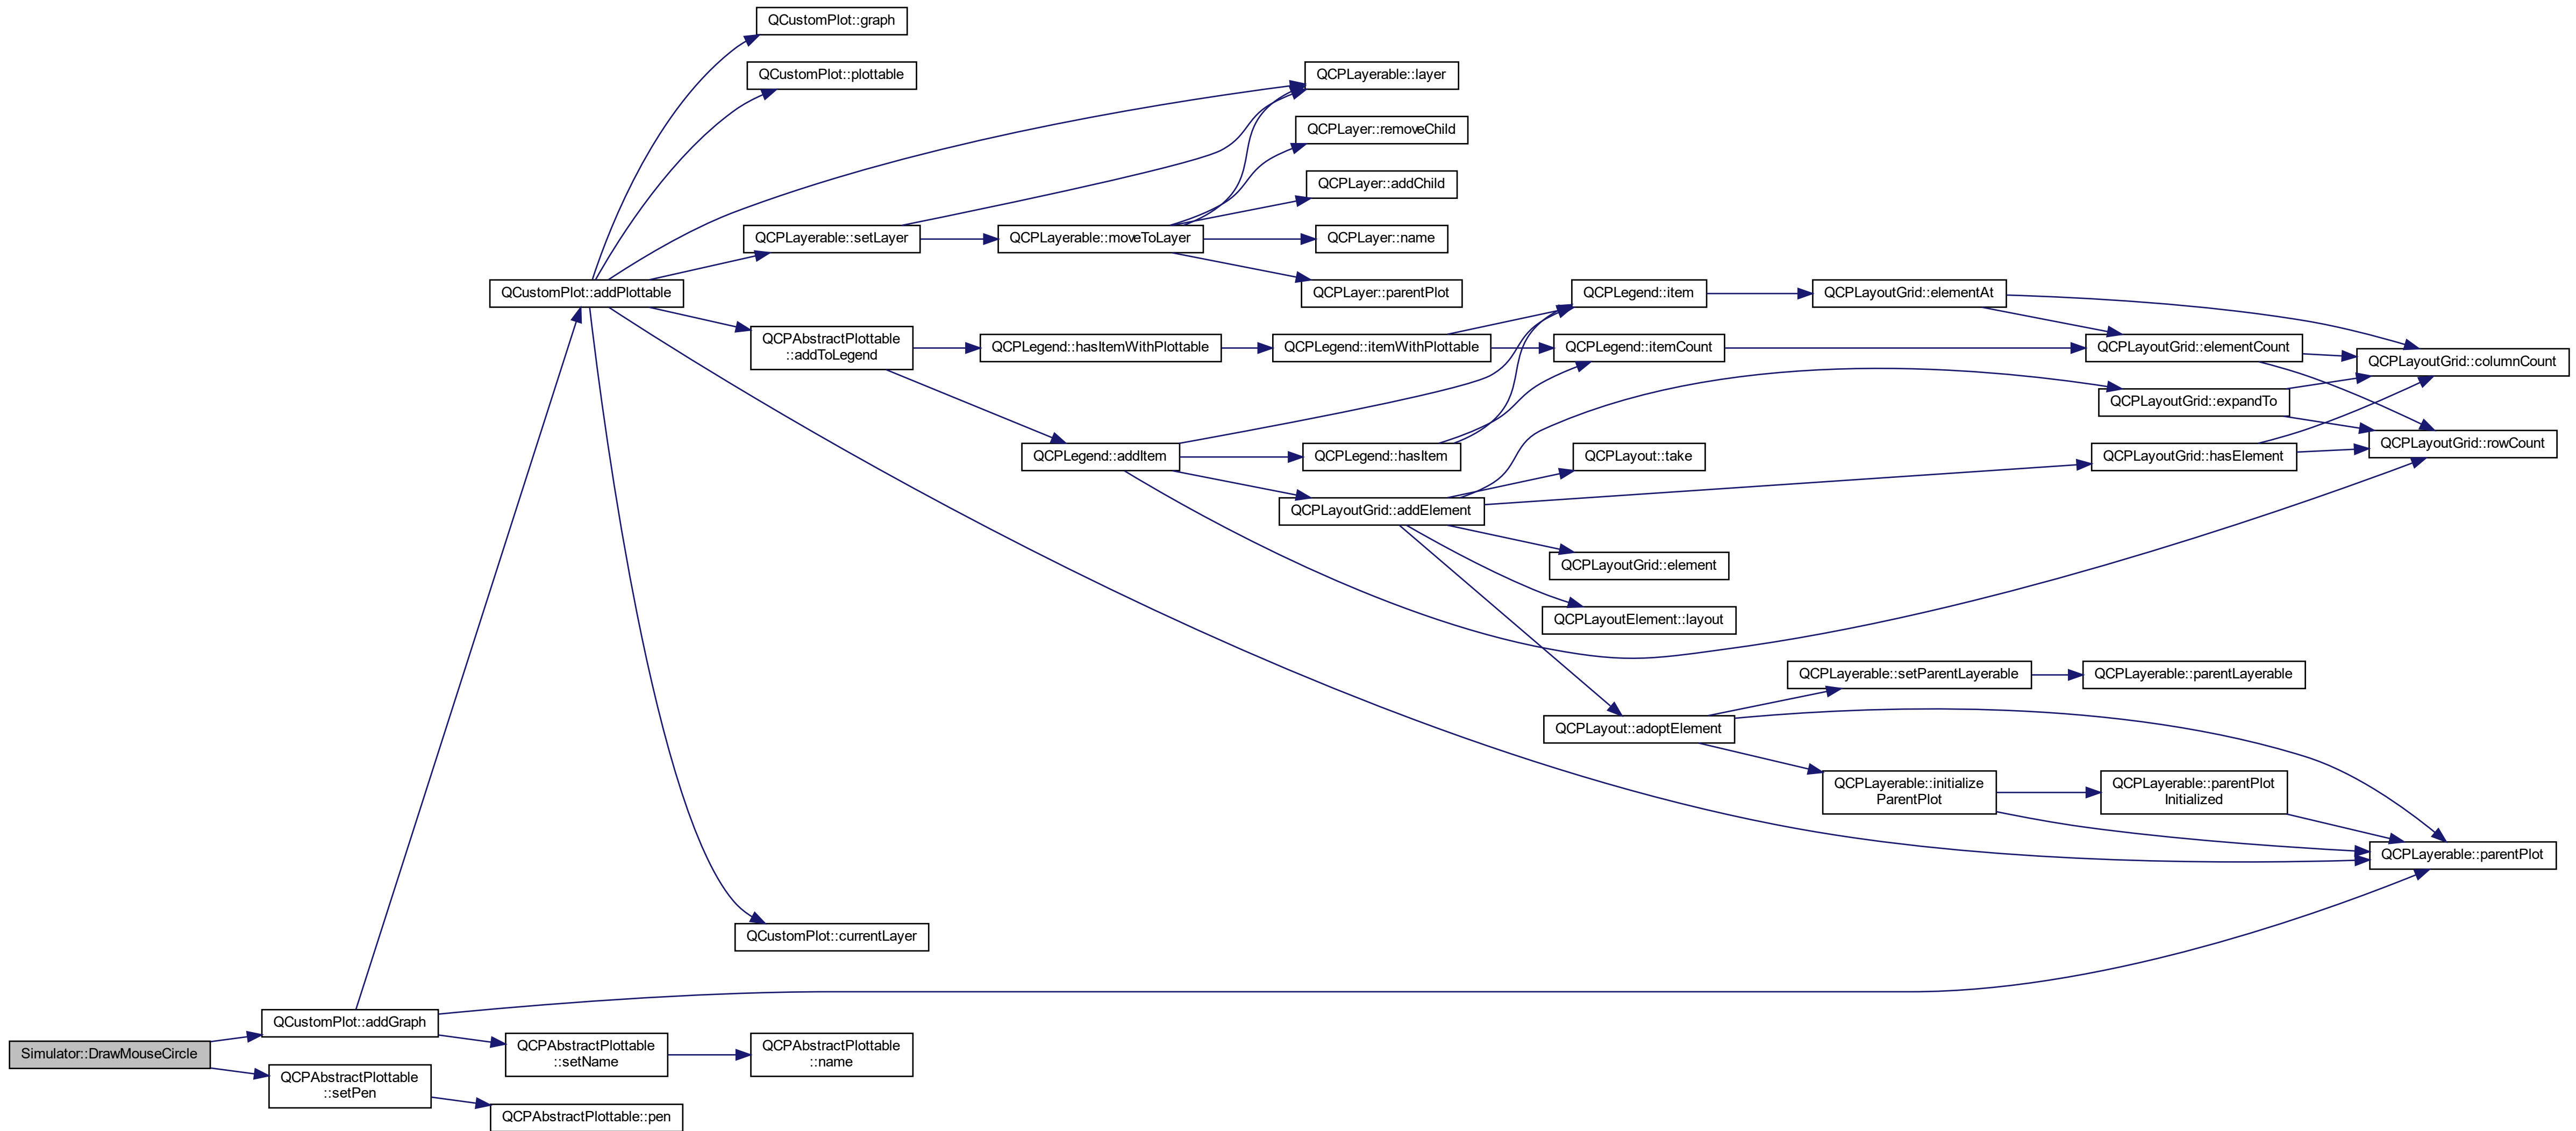 QCustomPlot::graph
QCustomPlot::plottable
QCPLayerable::layer
QCPLayer::removeChild
QCPLayer::addChild
QCPLayerable::setLayer
QCPLayerable::moveToLayer
QCPLayer::name
QCustomPlot::addPlottable
QCPLayer::parentPlot
QCPLegend::item
QCPLayoutGrid::elementAt
QCPAbstractPlottable
::addToLegend
QCPLegend::hasItemWithPlottable
QCPLegend::itemWithPlottable
QCPLegend::itemCount
QCPLayoutGrid::elementCount
QCPLayoutGrid::columnCount
QCPLayoutGrid::expandTo
QCPLayoutGrid::rowCount
QCPLegend::addItem
QCPLegend::hasItem
QCPLayout::take
QCPLayoutGrid::hasElement
QCPLayoutGrid::addElement
QCPLayoutGrid::element
QCPLayoutElement::layout
QCPLayerable::setParentLayerable
QCPLayerable::parentLayerable
QCPLayout::adoptElement
QCPLayerable::initialize
ParentPlot
QCPLayerable::parentPlot
Initialized
QCPLayerable::parentPlot
QCustomPlot::currentLayer
QCustomPlot::addGraph
Simulator::DrawMouseCircle
QCPAbstractPlottable
::setName
QCPAbstractPlottable
::name
QCPAbstractPlottable
::setPen
QCPAbstractPlottable::pen